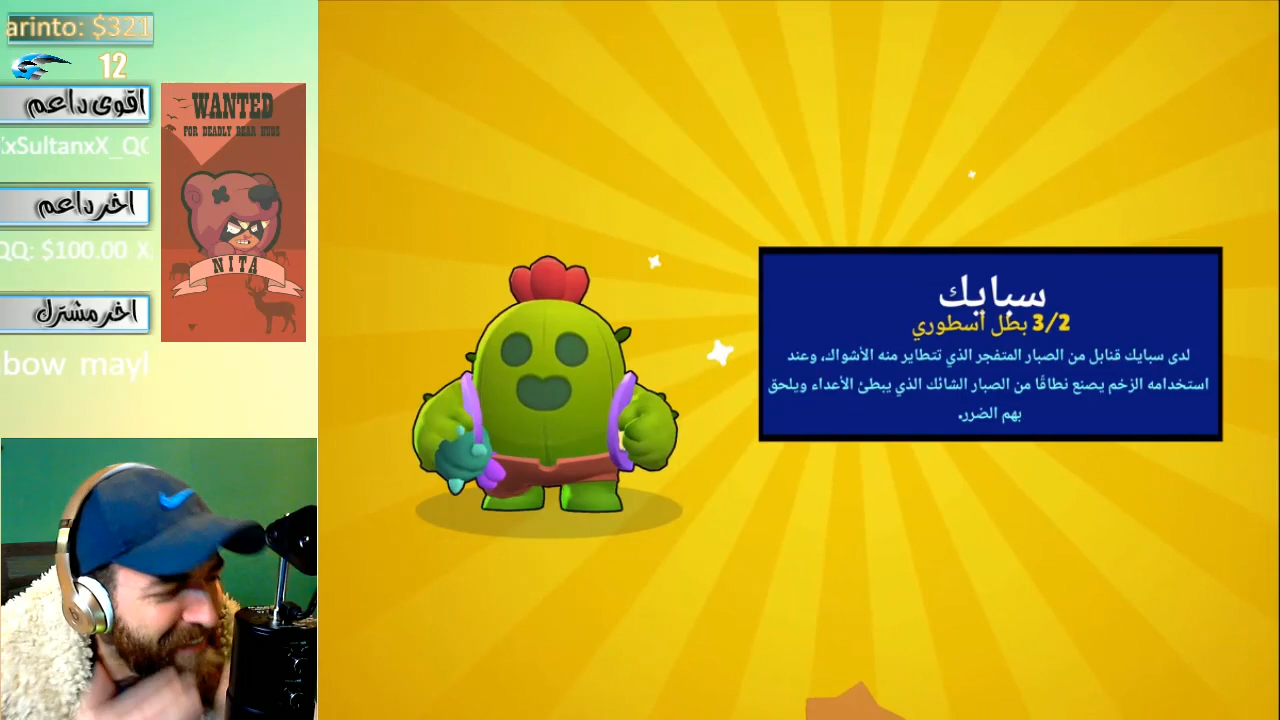 arinto: $321
12
اقوى داعم
xSultanxX_Q
اخر داعم
QQ: $100.00 X
اخر مشترك
bow mayl
WANTED
FOR DEADLY BEAR HUGS
NITA
سبايك
3/2 بطل أسطوري
لدى سبايك قنابل من الصبار المتفجر الذي تتطاير منه الأشواك، وعند
استخدامه الزخم يصنع نطاقًا من الصبار الشائك الذي يبطئ الأعداء ويلحق
بهم الضرر.